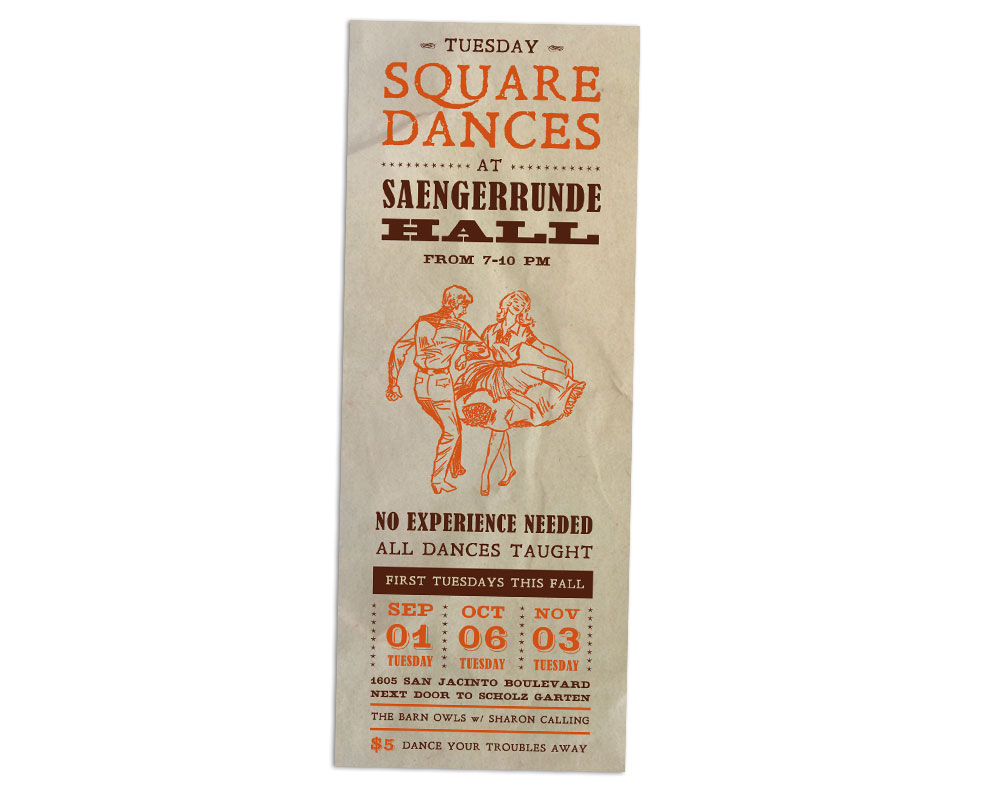 TUESDAY
SQUARE
DANCES
AT
SAENGERRUNDE
HALL
FROM 7-10 PM
NO EXPERIENCE NEEDED
ALL DANCES TAUGHT
FIRST TUESDAYS THIS FALL
SEP OCT NOV
01 06 03
TUESDAY TUESDAY TUESDAY
1605 SAN JACINTO BOULEVARD
NEXT DOOR TO SCHOLZ GARTEN
THE BARN OWLS w/ SHARON CALLING
$5 DANCE YOUR TROUBLES AWAY